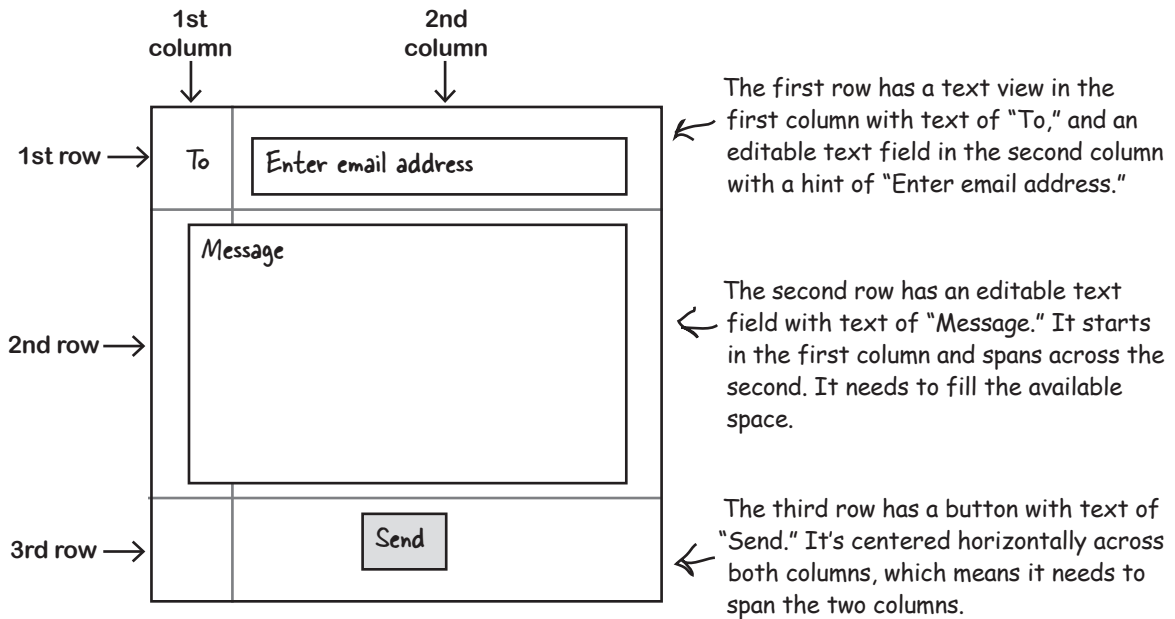 1st
column
2nd
column
1st row
To
Enter email address
The first row has a text view in the
first column with text of “To,” and an
editable text field in the second column
with a hint of “Enter email address.”
2nd row
Message
The second row has an editable text
field with text of “Message.” It starts
in the first column and spans across the
second. It needs to fill the available
space.
3rd row
Send
The third row has a button with text of
“Send.” It’s centered horizontally across
both columns, which means it needs to
span the two columns.